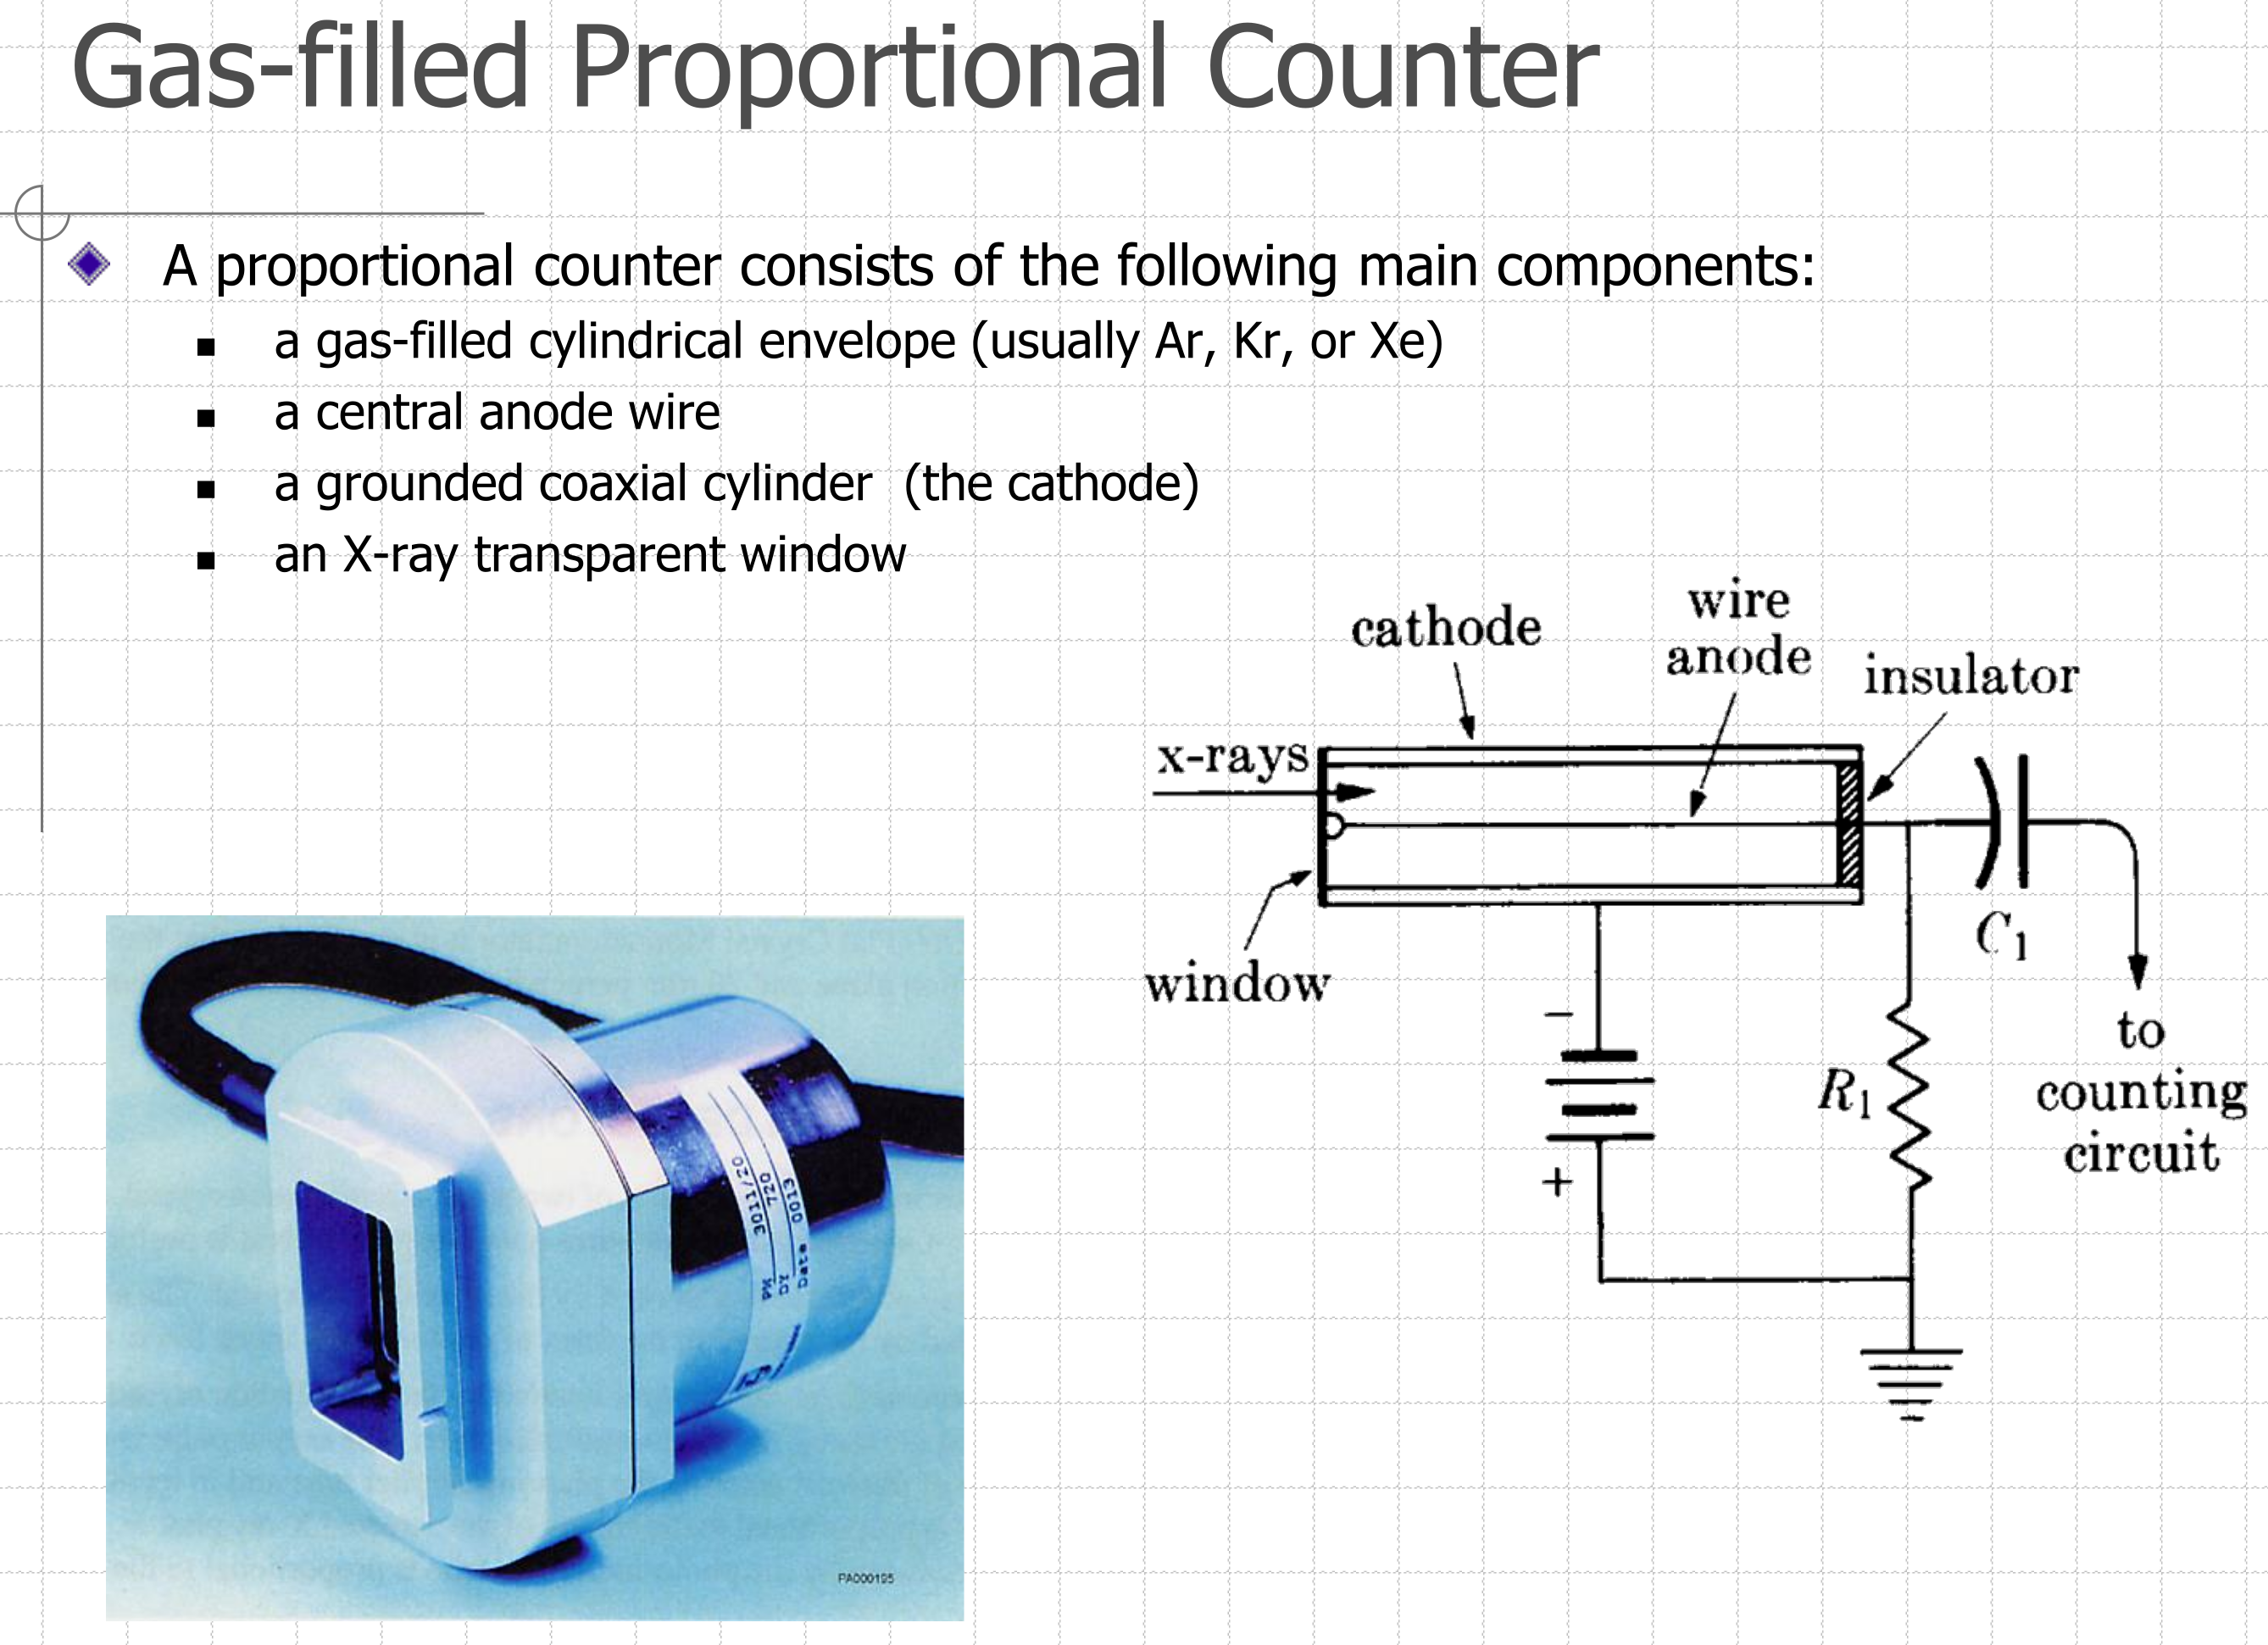 Gas-filled Proportional Counter
A proportional counter consists of the following main components:
a gas-filled cylindrical envelope (usually Ar, Kr, or Xe)
a central anode wire
a grounded coaxial cylinder (the cathode)
an X-ray transparent window
cathode
wire
anode
insulator
x-rays
window
C1
−
+
R1
to
counting
circuit
3011/20
720
0013
Date
PA000195